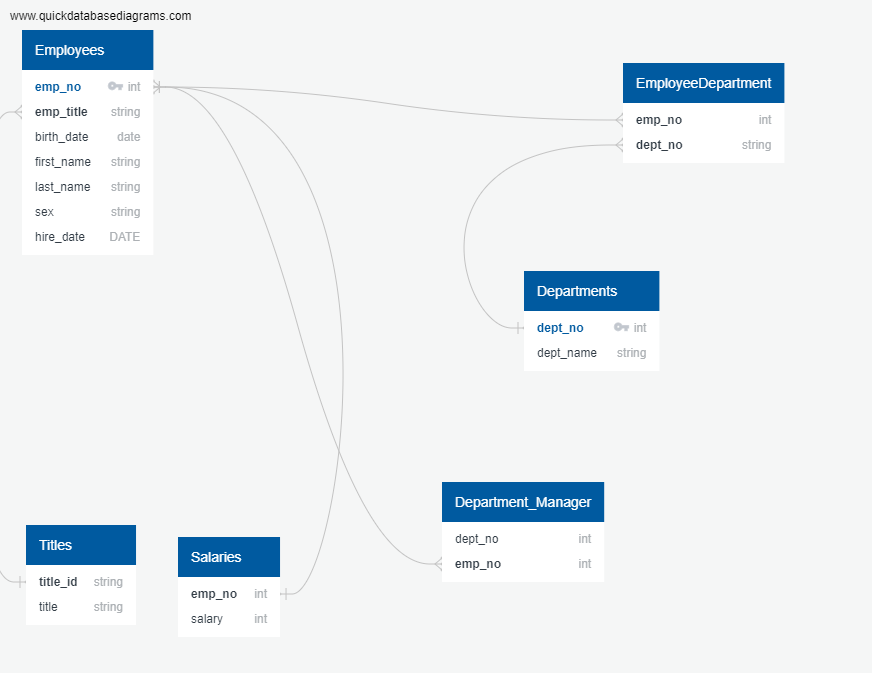 www.quickdatabasediagrams.com
Employees
emp_no int
emp_title string
birth_date date
first_name string
last_name string
sex string
hire_date DATE
EmployeeDepartment
emp_no int
dept_no string
Departments
dept_no int
dept_name string
Department_Manager
dept_no int
emp_no int
Titles
title_id string
title string
Salaries
emp_no int
salary int